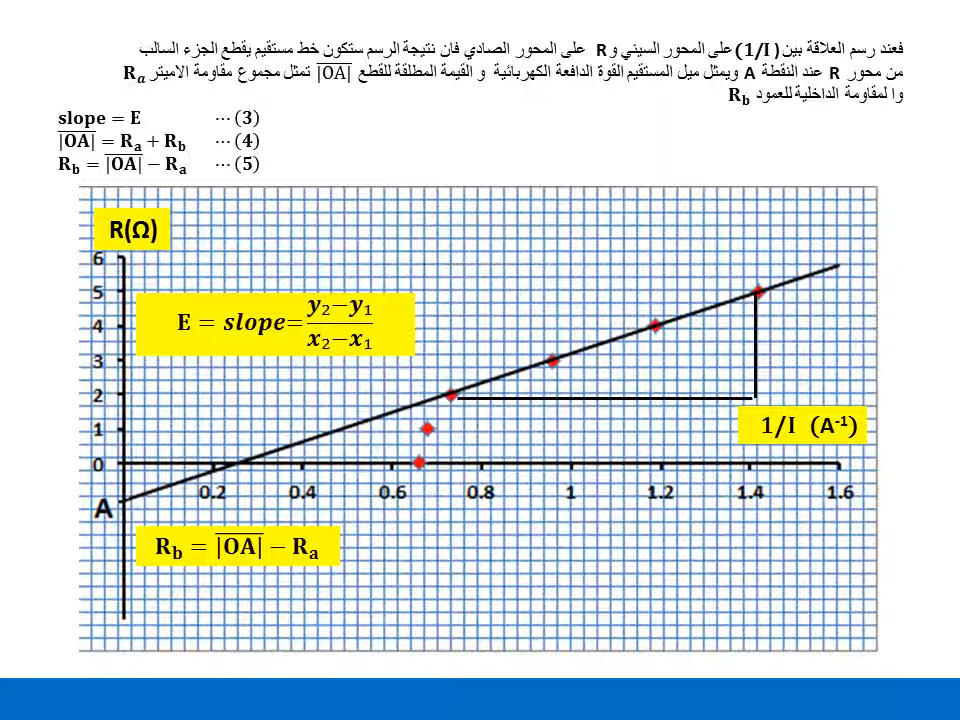 فعند رسم العلاقة بين (1/I) على المحور السيني و R على المحور الصادي فان نتيجة الرسم ستكون خط مستقيم يقطع الجزء السالب
من محور R عند النقطة A ويمثل ميل المستقيم القوة الدافعة الكهربائية و القيمة المطلقة للقطع |OA| تمثل مجموع مقاومة الاميتر Ra
وا لمقاومة الداخلية للعمود Rb
slope = E ⋯ (3)
|OA| = Ra + Rb ⋯ (4)
Rb = |OA| − Ra ⋯ (5)
R(Ω)
6
5
E = slope = (y2−y1)/(x2−x1)
4
3
2
1/I (A-1)
1
0
0.2 0.4 0.6 0.8 1 1.2 1.4 1.6
A
Rb = |OA| − Ra